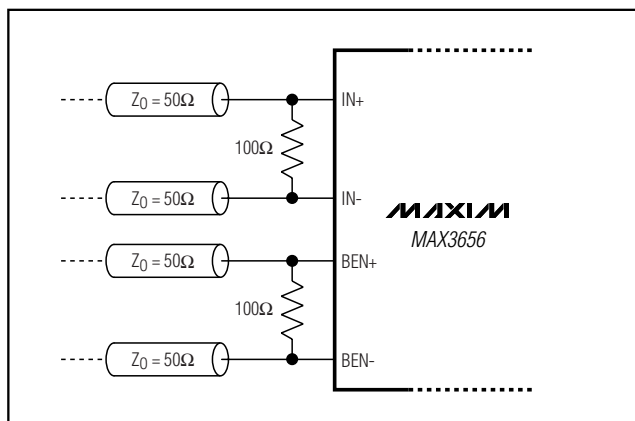 Z0 = 50Ω
IN+
100Ω
Z0 = 50Ω
IN-
MAXIM
MAX3656
Z0 = 50Ω
BEN+
100Ω
Z0 = 50Ω
BEN-